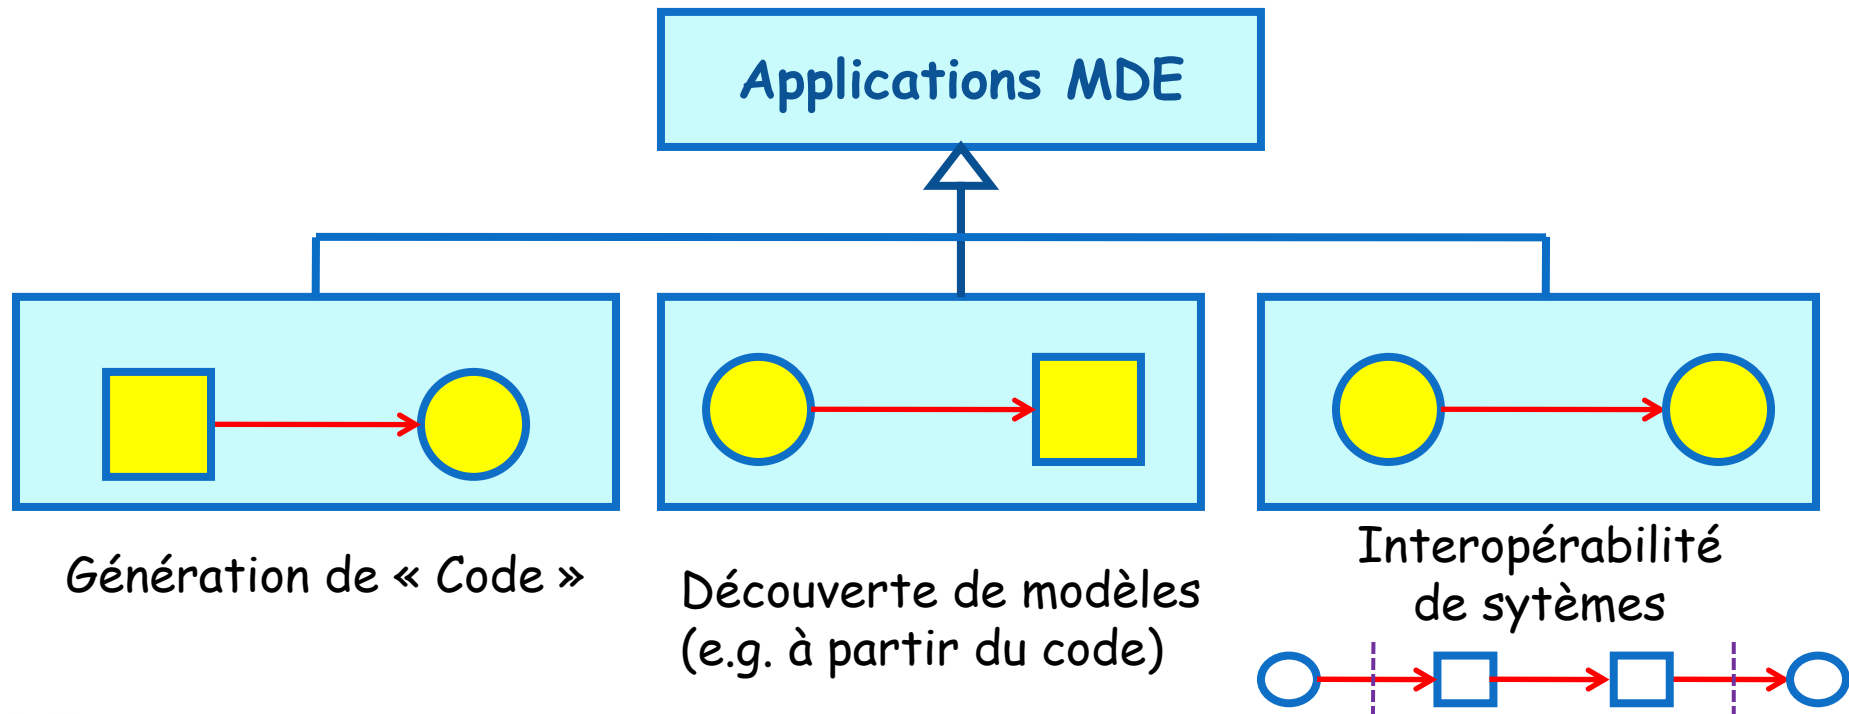 Applications MDE
Génération de « Code »
Découverte de modèles
(e.g. à partir du code)
Interopérabilité
de sytèmes